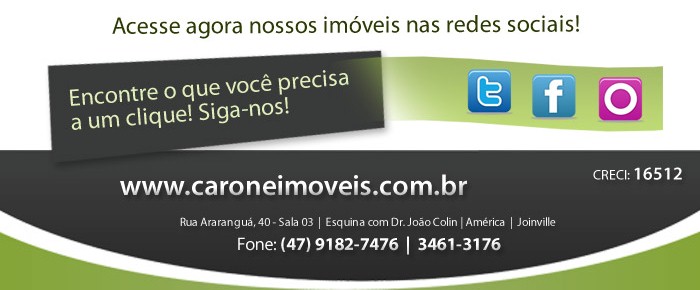 Acesse agora nossos imóveis nas redes sociais!
Encontre o que você precisa
a um clique! Siga-nos!
CRECI: 16512
www.caroneimoveis.com.br
Rua Araranguá, 40 - Sala 03 | Esquina com Dr. João Colin | América | Joinville
Fone: (47) 9182-7476 | 3461-3176